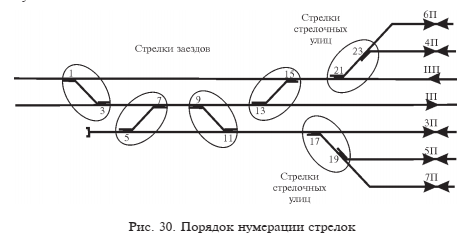 6П
Стрелки
стрелочных
улиц
Стрелки заездов
23
4П
1
15
21
IIП
3
7
9
13
IП
5
11
17
3П
19
5П
Стрелки
стрелочных
улиц
7П
Рис. 30. Порядок нумерации стрелок